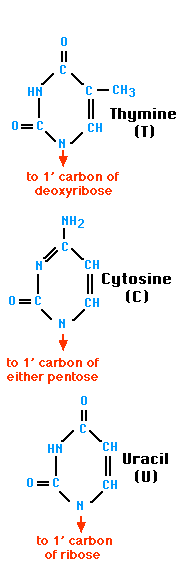 O
C
HN C CH3
Thymine
(T)
O C CH
N
to 1' carbon of
deoxyribose
NH2
C
N CH
Cytosine
(C)
O C CH
N
to 1' carbon of
either pentose
O
C
HN CH
Uracil
(U)
O C CH
N
to 1' carbon
of ribose